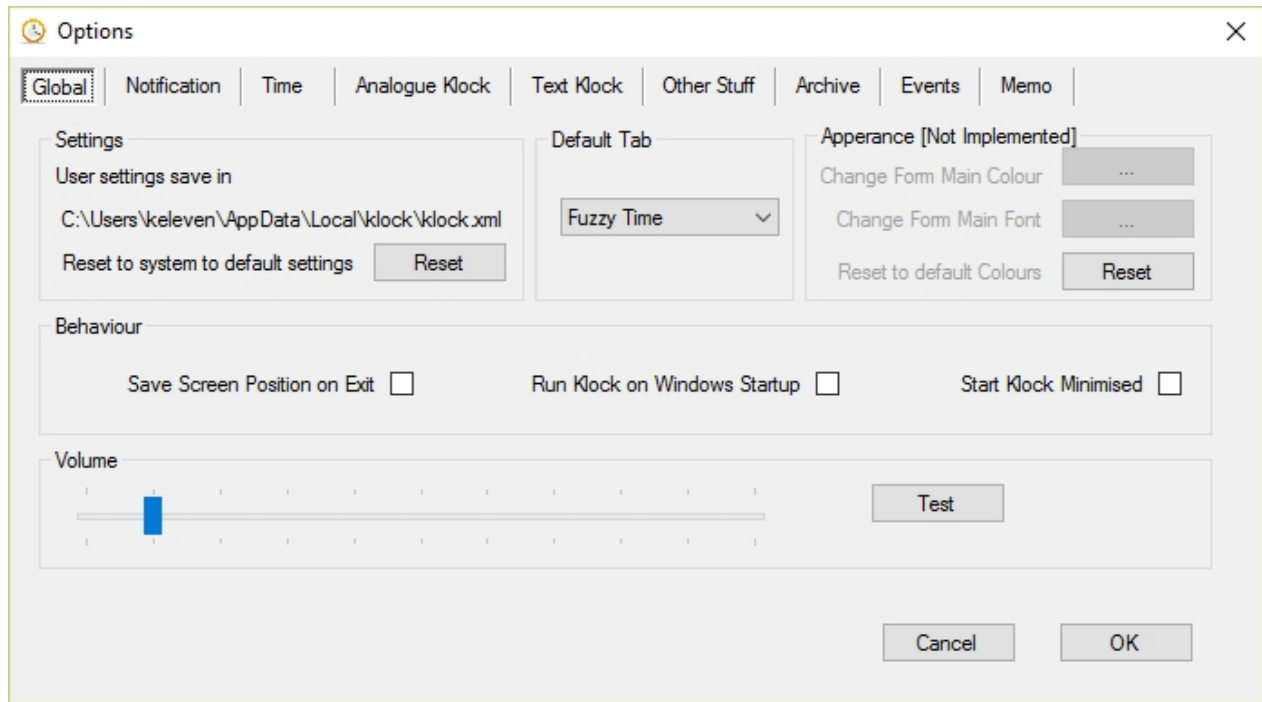 Options
Global Notification Time Analogue Klock Text Klock Other Stuff Archive Events Memo
Settings
User settings save in
C:\Users\keleven\AppData\Local\klock\klock.xml
Reset to system to default settings Reset
Default Tab
Fuzzy Time
Apperance [Not Implemented]
Change Form Main Colour ...
Change Form Main Font ...
Reset to default Colours Reset
Behaviour
Save Screen Position on Exit Run Klock on Windows Startup Start Klock Minimised
Volume
Test
Cancel OK